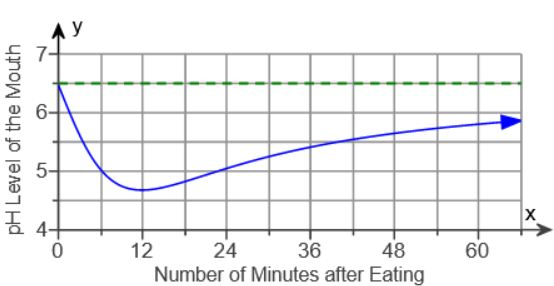 y
pH Level of the Mouth
7
6
5
4
0 12 24 36 48 60
x
Number of Minutes after Eating